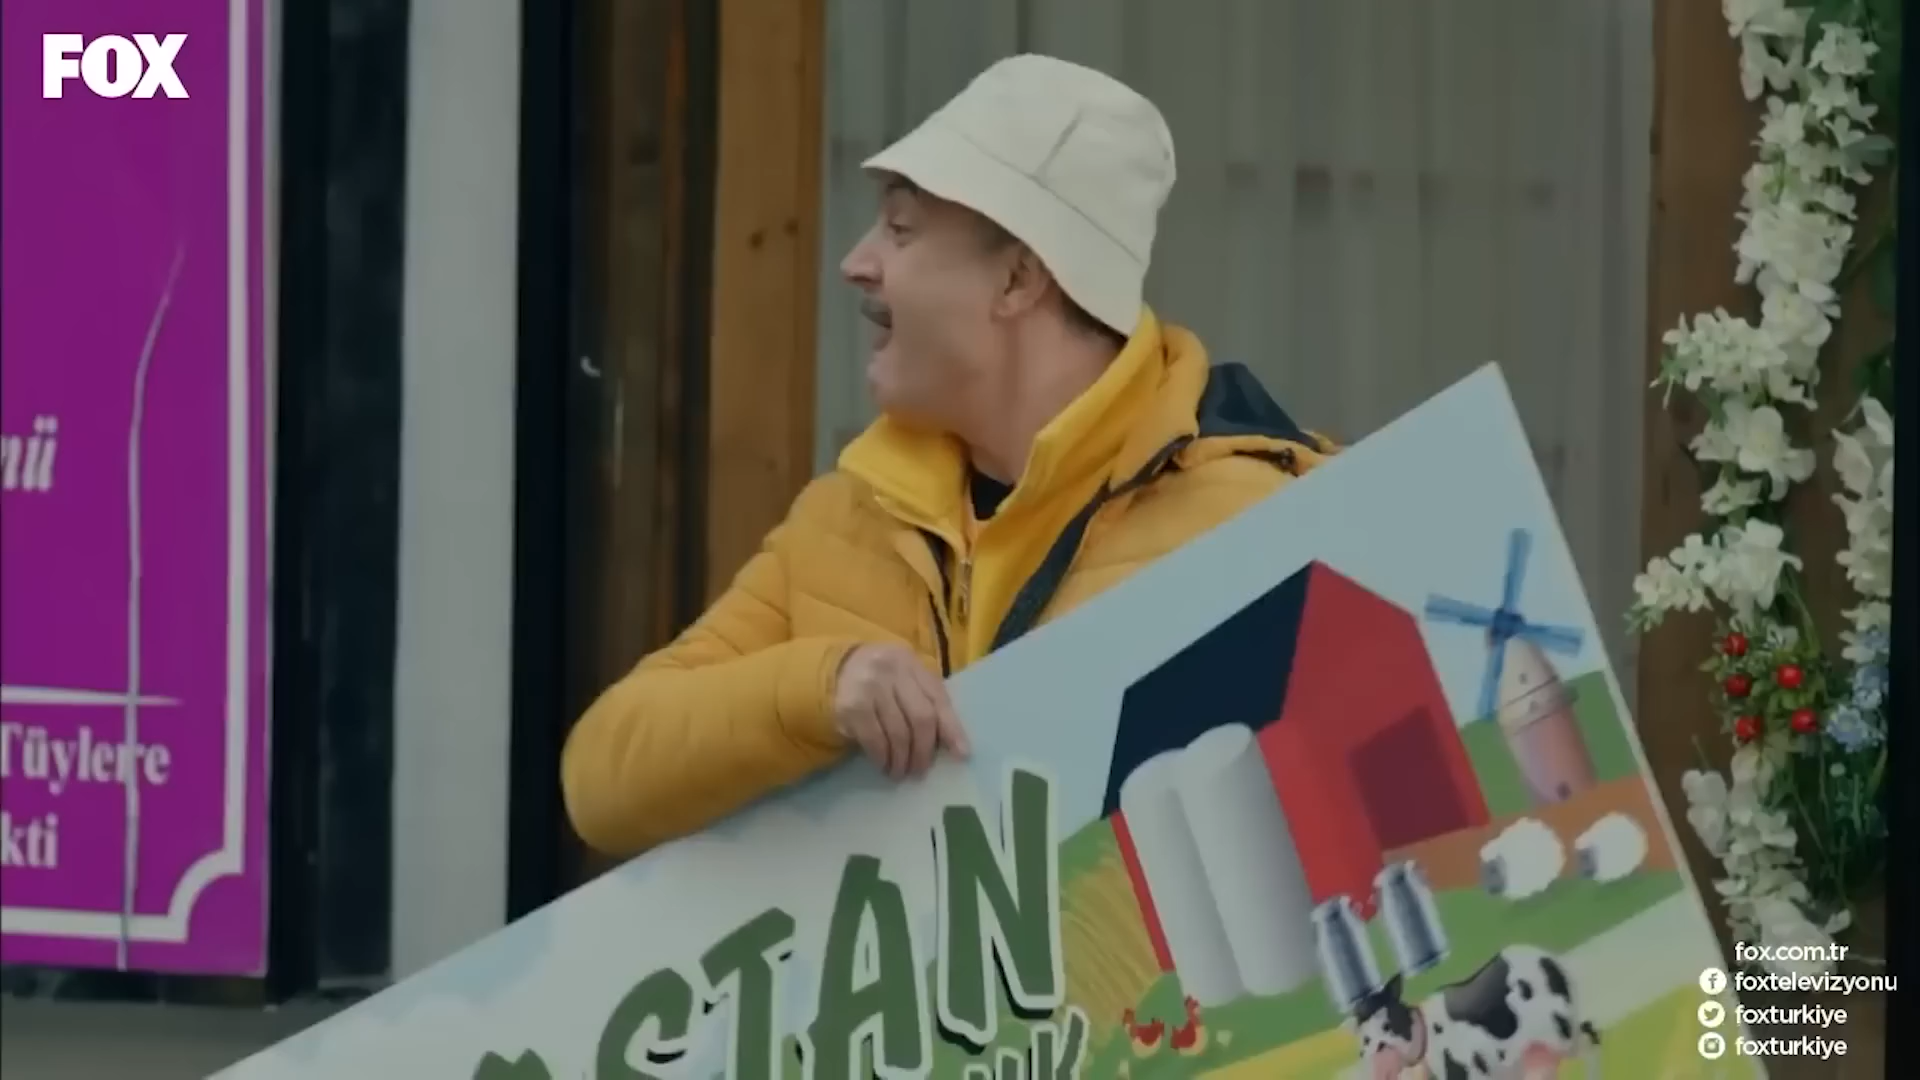 FOX
nü
Tüylere
kti
STAN
fox.com.tr
foxtelevizyonu
foxturkiye
foxturkiye